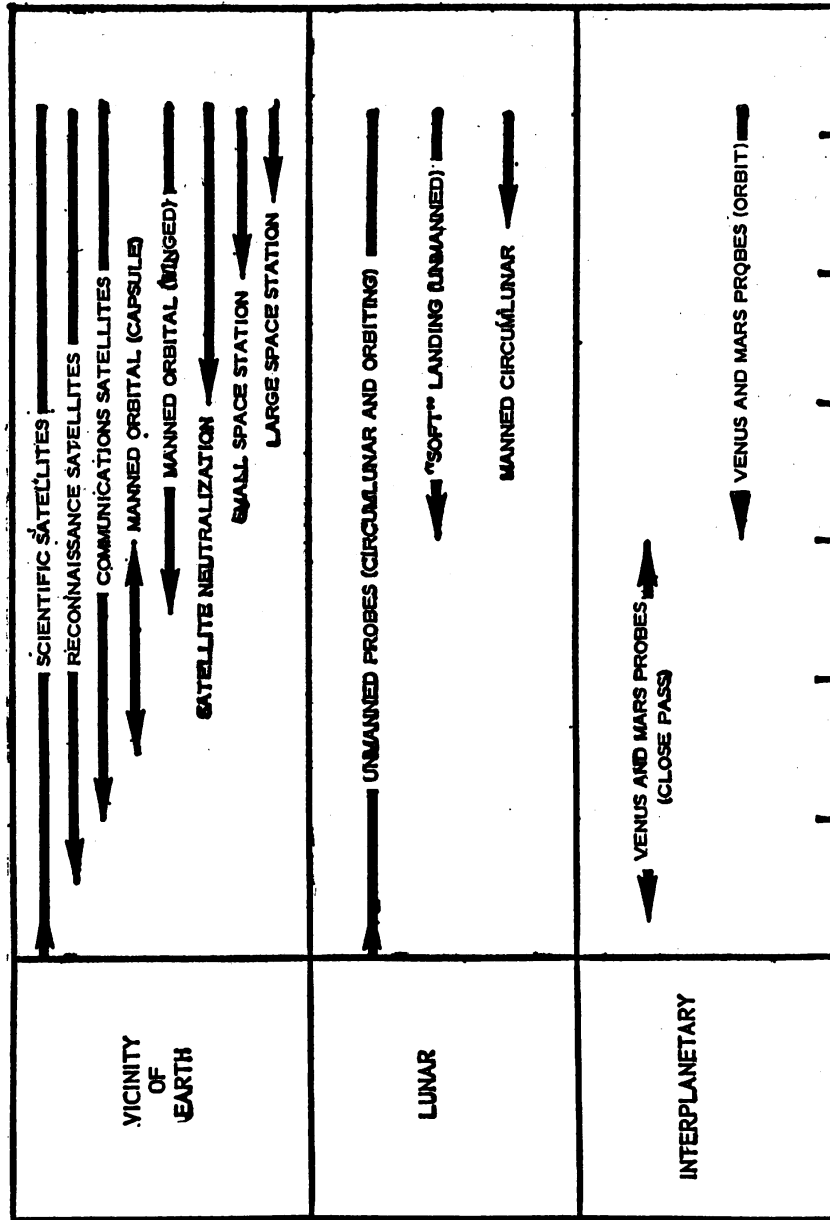 VICINITY
OF
EARTH
SCIENTIFIC SATELLITES
RECONNAISSANCE SATELLITES
COMMUNICATIONS SATELLITES
MANNED ORBITAL (CAPSULE)
MANNED ORBITAL (WINGED)
SATELLITE NEUTRALIZATION
SMALL SPACE STATION
LARGE SPACE STATION
LUNAR
UNMANNED PROBES (CIRCUMLUNAR AND ORBITING)
"SOFT" LANDING (UNMANNED)
MANNED CIRCUMLUNAR
INTERPLANETARY
VENUS AND MARS PROBES
(CLOSE PASS)
VENUS AND MARS PROBES (ORBIT)